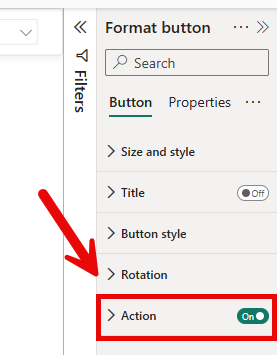 Format button
Search
Filters
Button Properties
Size and style
Title Off
Button style
Rotation
Action On